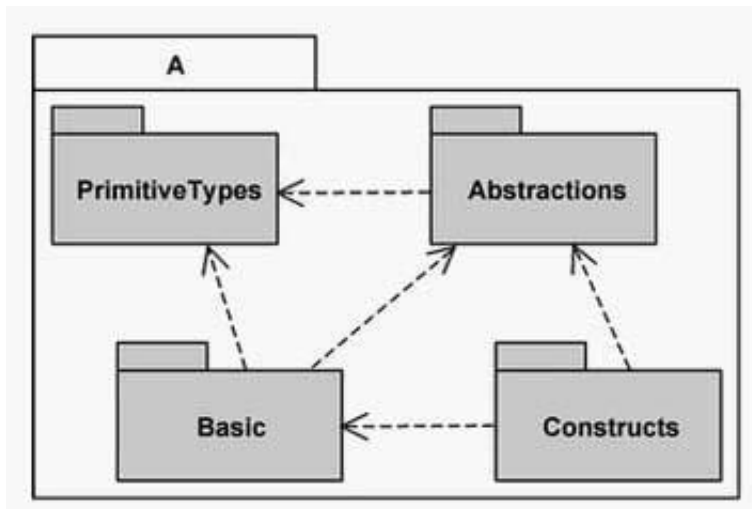 A
PrimitiveTypes
Abstractions
Basic
Constructs